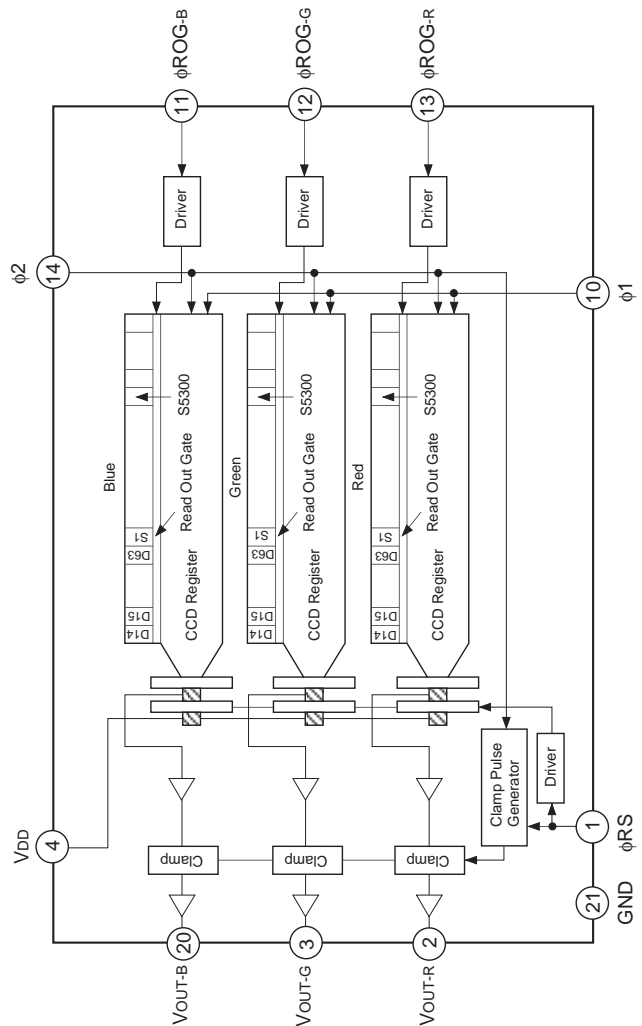 φROG-B
φROG-G
φROG-R
11
12
13
Driver
Driver
Driver
φ2
14
10
φ1
Blue
D14
D15
D63
S1
S5300
Read Out Gate
CCD Register
Green
D14
D15
D63
S1
S5300
Read Out Gate
CCD Register
Red
D14
D15
D63
S1
S5300
Read Out Gate
CCD Register
VDD
4
Clamp Pulse
Generator
Driver
Clamp
Clamp
Clamp
1
φRS
21
GND
20
3
2
VOUT-B
VOUT-G
VOUT-R